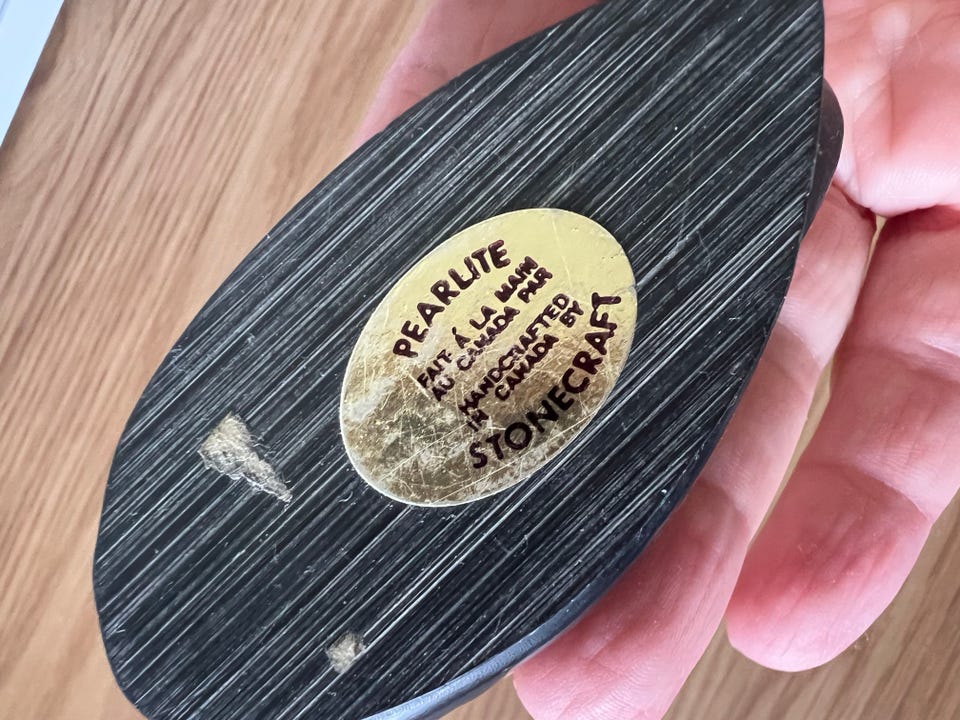 PEARLITE
FAIT Á LA MAIN
AU CANADA PAR
HANDCRAFTED
IN CANADA BY
STONECRAFT